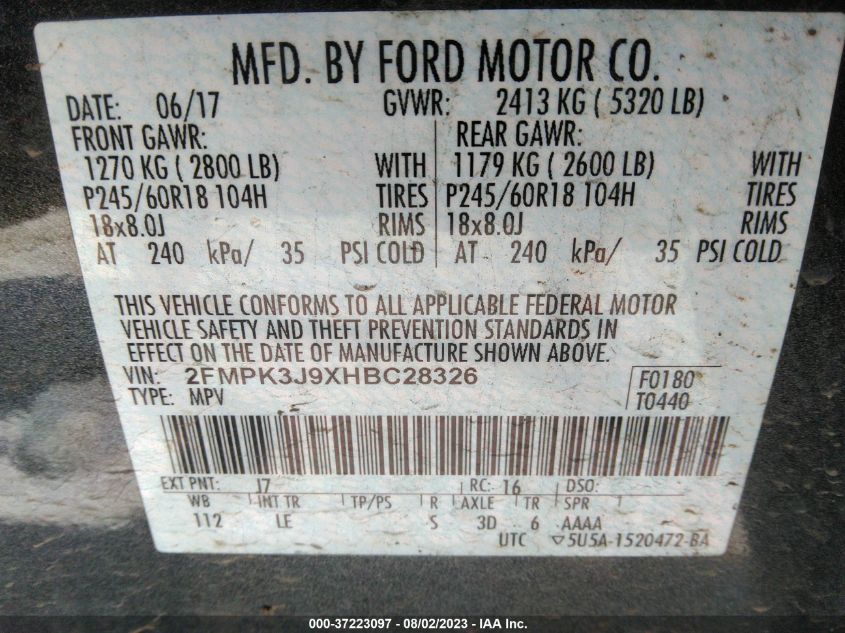 MFD. BY FORD MOTOR CO.
DATE: 06/17 GVWR: 2413 KG ( 5320 LB)
FRONT GAWR: REAR GAWR:
1270 KG ( 2800 LB) WITH 1179 KG ( 2600 LB) WITH
P245/60R18 104H TIRES P245/60R18 104H TIRES
18x8.0J RIMS 18x8.0J RIMS
AT 240 kPa/ 35 PSI COLD AT 240 kPa/ 35 PSI COLD
THIS VEHICLE CONFORMS TO ALL APPLICABLE FEDERAL MOTOR
VEHICLE SAFETY AND THEFT PREVENTION STANDARDS IN
EFFECT ON THE DATE OF MANUFACTURE SHOWN ABOVE.
VIN: 2FMPK3J9XHBC28326 F0180
TYPE: MPV T0440
EXT PNT: J7 RC: 16 DSO:
WB INT TR TP/PS R AXLE TR SPR
112 LE S 3D 6 AAAA
UTC ▽5U5A-1520472-BA
000-37223097 - 08/02/2023 - IAA Inc.